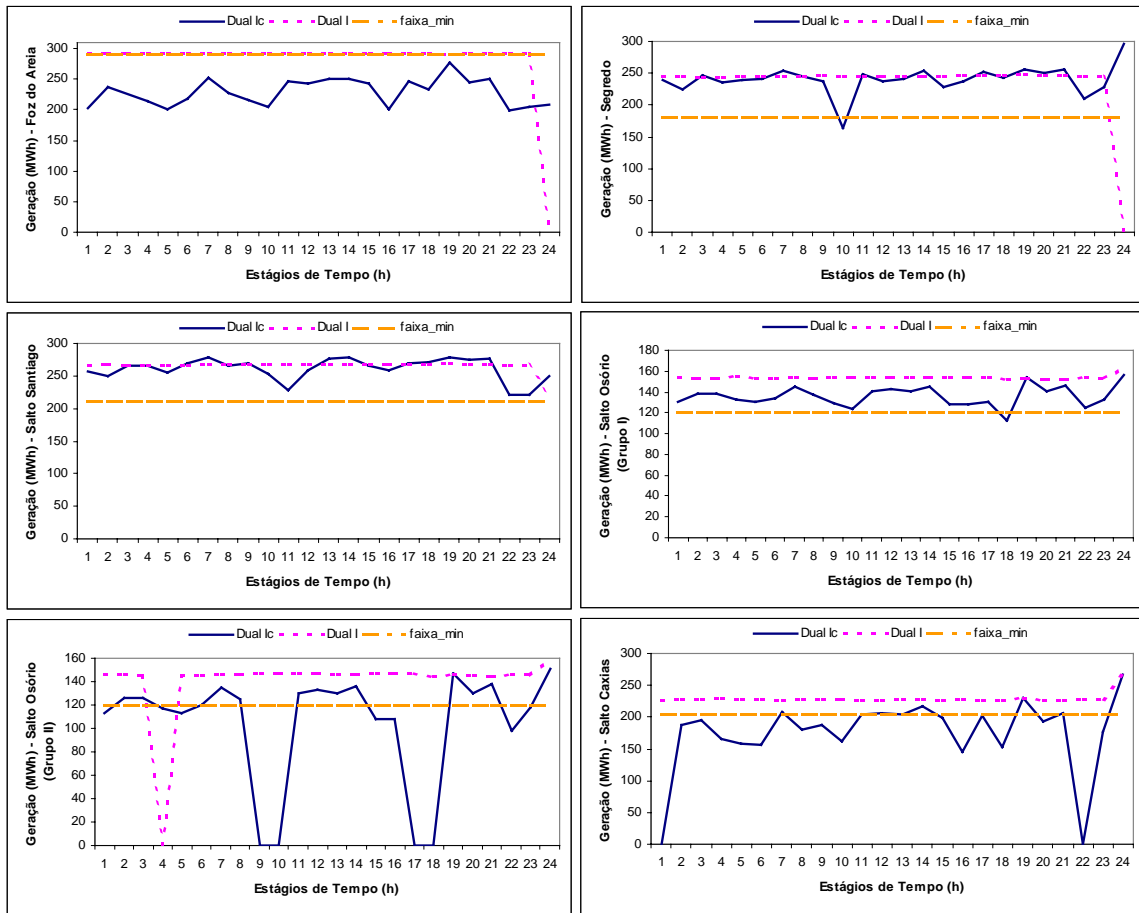 Dual Ic Dual I faixa_min
Geração (MWh) - Foz do Areia
300
250
200
150
100
50
0
1 2 3 4 5 6 7 8 9 10 11 12 13 14 15 16 17 18 19 20 21 22 23 24
Estágios de Tempo (h)
Dual Ic Dual I faixa_min
Geração (MWh) - Segredo
300
250
200
150
100
50
0
1 2 3 4 5 6 7 8 9 10 11 12 13 14 15 16 17 18 19 20 21 22 23 24
Estágios de Tempo (h)
Dual Ic Dual I faixa_min
Geração (MWh) - Salto Santiago
300
250
200
150
100
50
0
1 2 3 4 5 6 7 8 9 10 11 12 13 14 15 16 17 18 19 20 21 22 23 24
Estágios de Tempo (h)
Dual Ic Dual I faixa_min
Geração (MWh) - Salto Osório
(Grupo I)
180
160
140
120
100
80
60
40
20
0
1 2 3 4 5 6 7 8 9 10 11 12 13 14 15 16 17 18 19 20 21 22 23 24
Estágios de Tempo (h)
Dual Ic Dual I faixa_min
Geração (MWh) - Salto Osório
(Grupo II)
160
140
120
100
80
60
40
20
0
1 2 3 4 5 6 7 8 9 10 11 12 13 14 15 16 17 18 19 20 21 22 23 24
Estágios de Tempo (h)
Dual Ic Dual I faixa_min
Geração (MWh) - Salto Caxias
300
250
200
150
100
50
0
1 2 3 4 5 6 7 8 9 10 11 12 13 14 15 16 17 18 19 20 21 22 23 24
Estágios de Tempo (h)